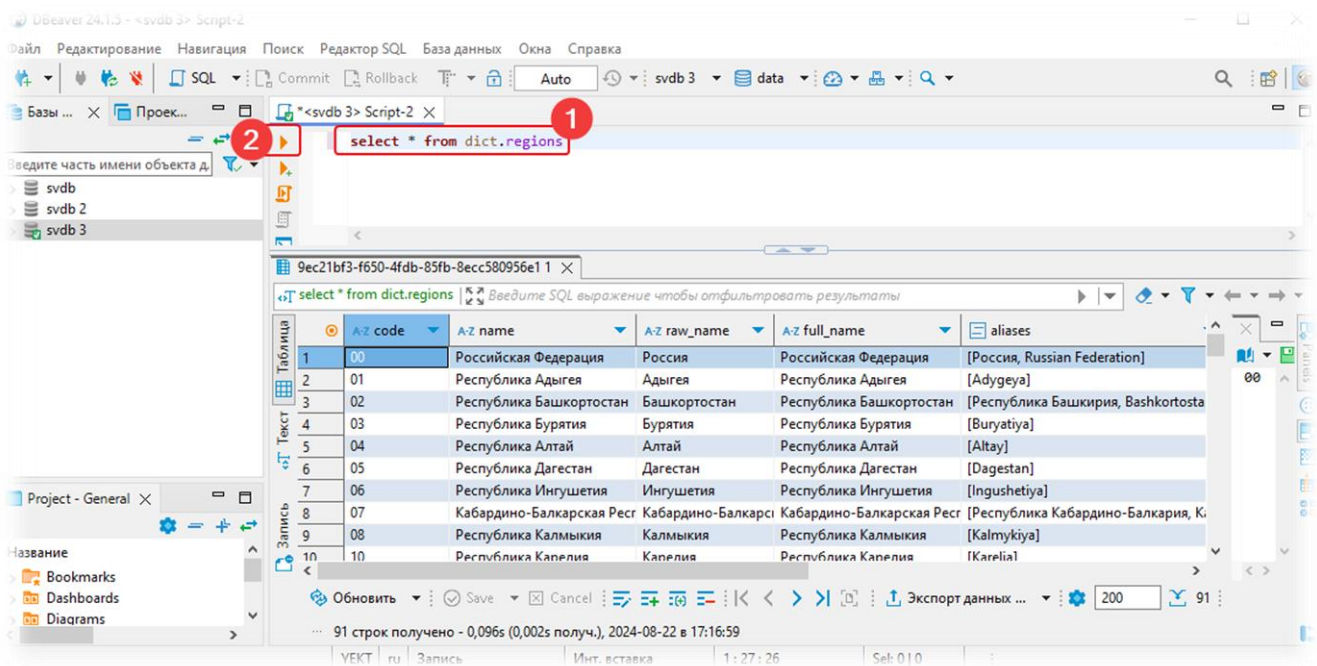 DBeaver 24.1.5 - <svdb 3> Script-2
Файл Редактирование Навигация Поиск Редактор SQL База данных Окна Справка
SQL Commit Rollback Auto svdb 3 data
Базы ... Проек... *<svdb 3> Script-2
1
2
select * from dict.regions
Введите часть имени объекта д
svdb
svdb 2
svdb 3
9ec21bf3-f650-4fdb-85fb-8ecc580956e1 1
select * from dict.regions Введите SQL выражение чтобы отфильтровать результаты
Таблица
Текст
Запись
A-Z code A-Z name A-Z raw_name A-Z full_name aliases
1 00 Российская Федерация Россия Российская Федерация [Россия, Russian Federation]
2 01 Республика Адыгея Адыгея Республика Адыгея [Adygeya]
3 02 Республика Башкортостан Башкортостан Республика Башкортостан [Республика Башкирия, Bashkortosta
4 03 Республика Бурятия Бурятия Республика Бурятия [Buryatiya]
5 04 Республика Алтай Алтай Республика Алтай [Altay]
6 05 Республика Дагестан Дагестан Республика Дагестан [Dagestan]
7 06 Республика Ингушетия Ингушетия Республика Ингушетия [Ingushetiya]
8 07 Кабардино-Балкарская Респ Кабардино-Балкарс Кабардино-Балкарская Респ [Республика Кабардино-Балкария, Ka
9 08 Республика Калмыкия Калмыкия Республика Калмыкия [Kalmykiya]
10 10 Республика Карелия Карелия Республика Карелия [Karelia]
00
Panels
Project - General
Название
Bookmarks
Dashboards
Diagrams
Обновить Save Cancel Экспорт данных ... 200 91
91 строк получено - 0,096s (0,002s получ.), 2024-08-22 в 17:16:59
YEKT ru Запись Инт. вставка 1 : 27 : 26 Sel: 0 | 0